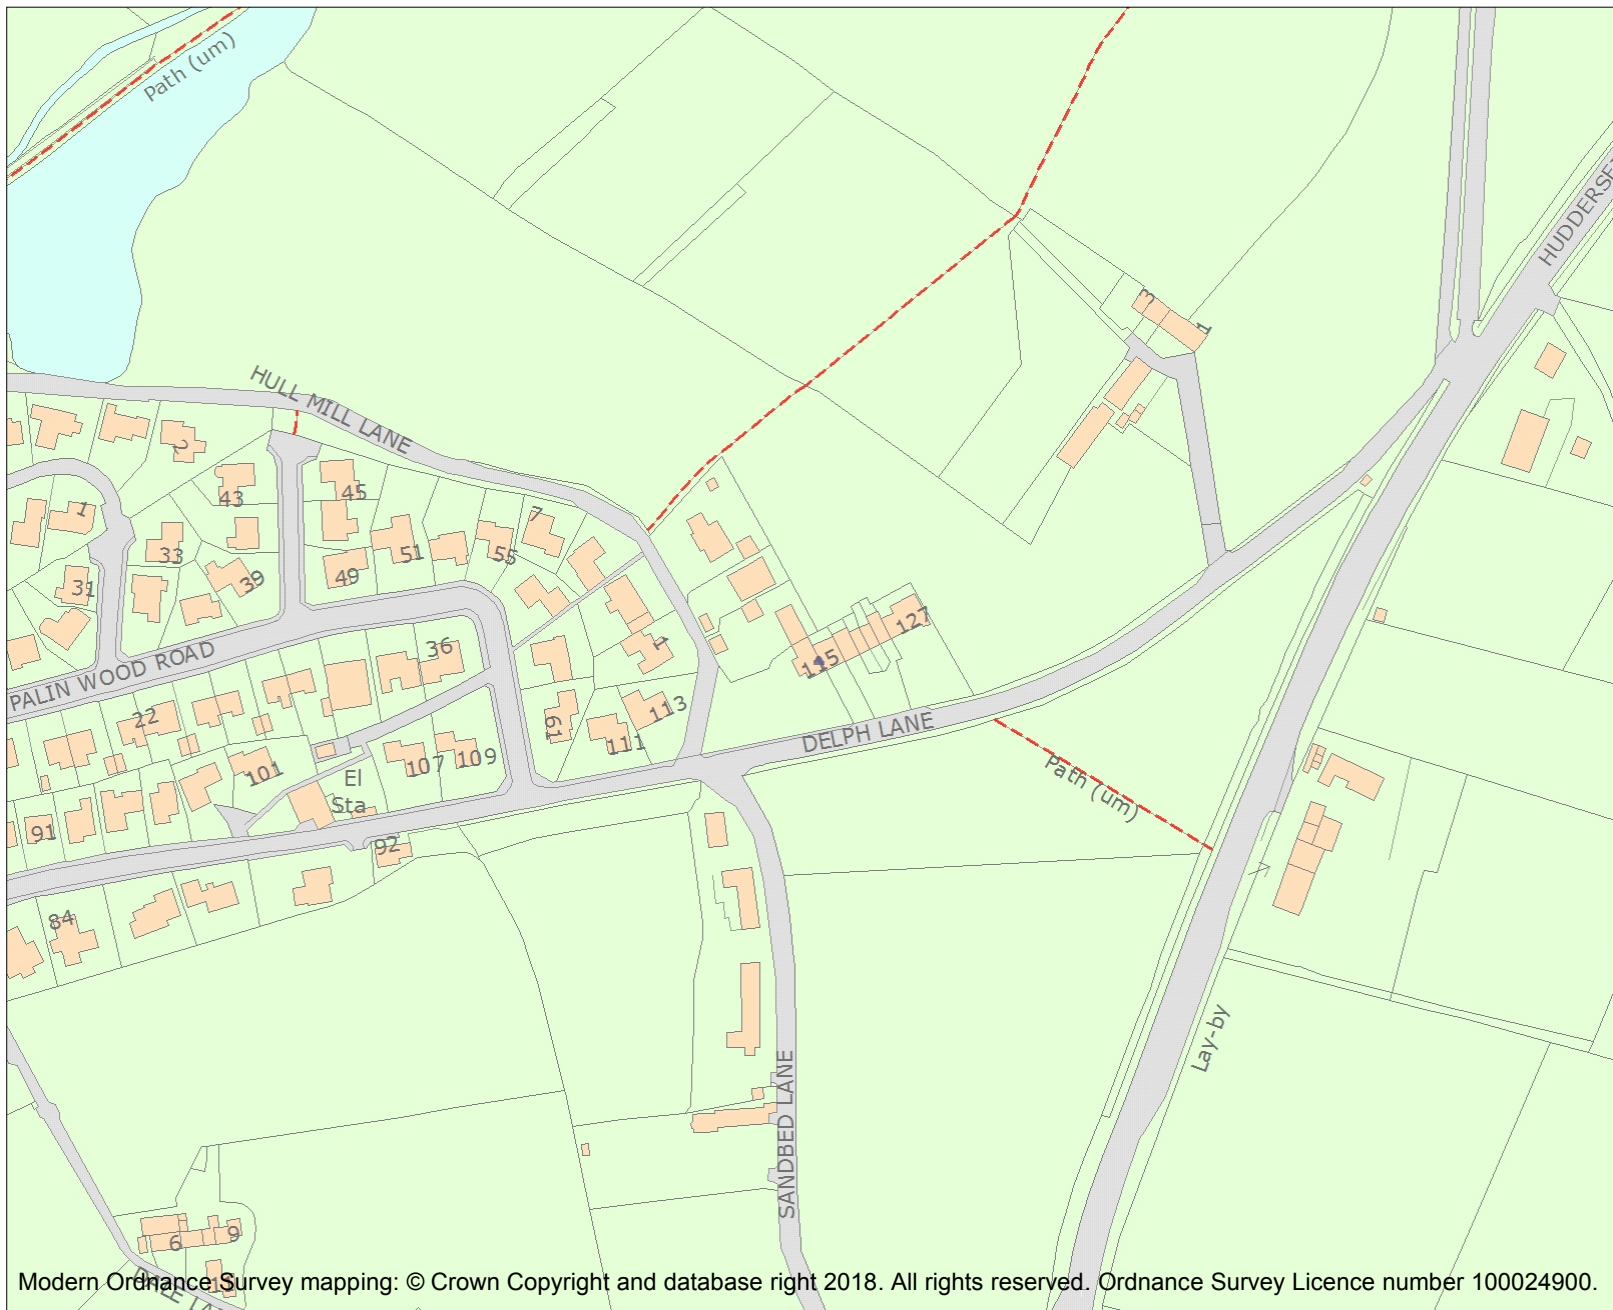 Path (um)
HUDDERSF
3
1
HULL MILL LANE
2
43
45
7
1
51
55
33
49
39
31
127
PALIN WOOD ROAD
36
1
115
22
61
113
111
DELPH LANE
107
109
101
El
Sta
Path (um)
91
92
84
Lay-by
SANDBED LANE
6
9
DALE LA
Modern Ordnance Survey mapping: © Crown Copyright and database right 2018. All rights reserved. Ordnance Survey Licence number 100024900.